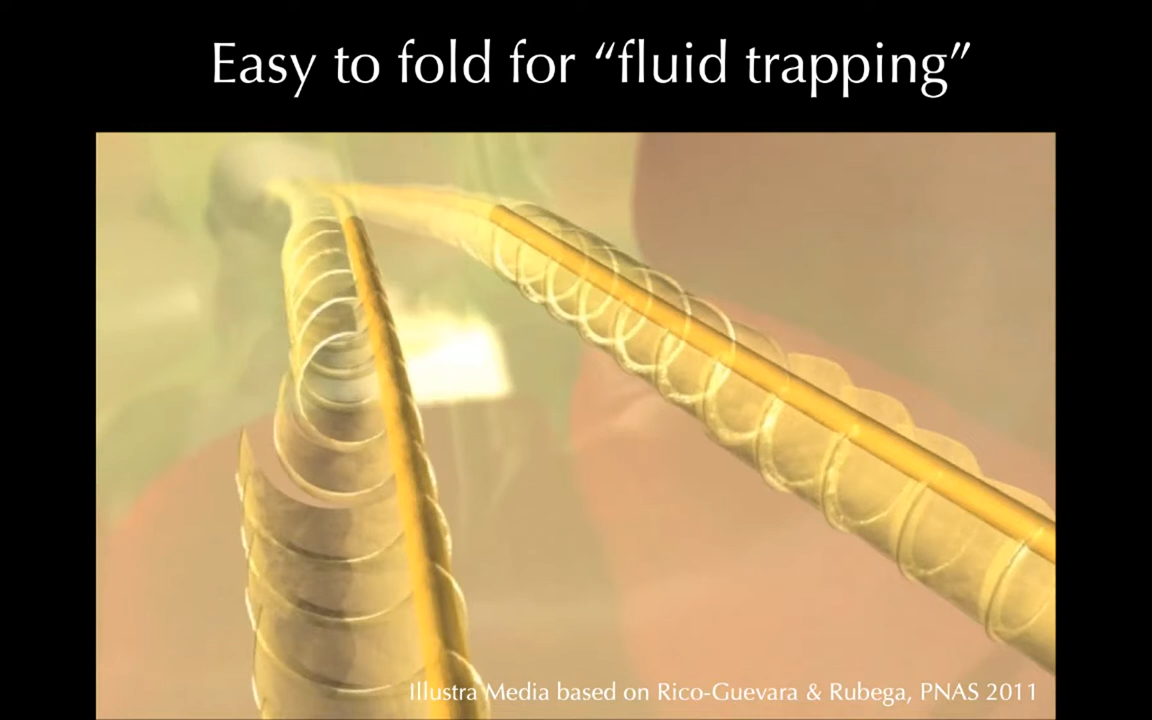 Easy to fold for “fluid trapping”
Illustra Media based on Rico-Guevara & Rubega, PNAS 2011